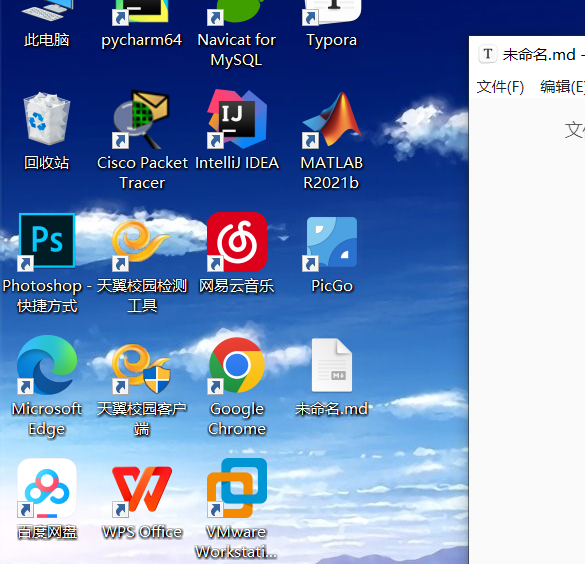 此电脑
pycharm64
Navicat for
MySQL
Typora
回收站
Cisco Packet
Tracer
IJ
IntelliJ IDEA
MATLAB
R2021b
Ps
Photoshop -
快捷方式
天翼校园检测
工具
网易云音乐
PicGo
Microsoft
Edge
天翼校园客户
端
Google
Chrome
未命名.md
百度网盘
WPS Office
VMware
Workstati...
T 未命名.md -
文件(F) 编辑(E)